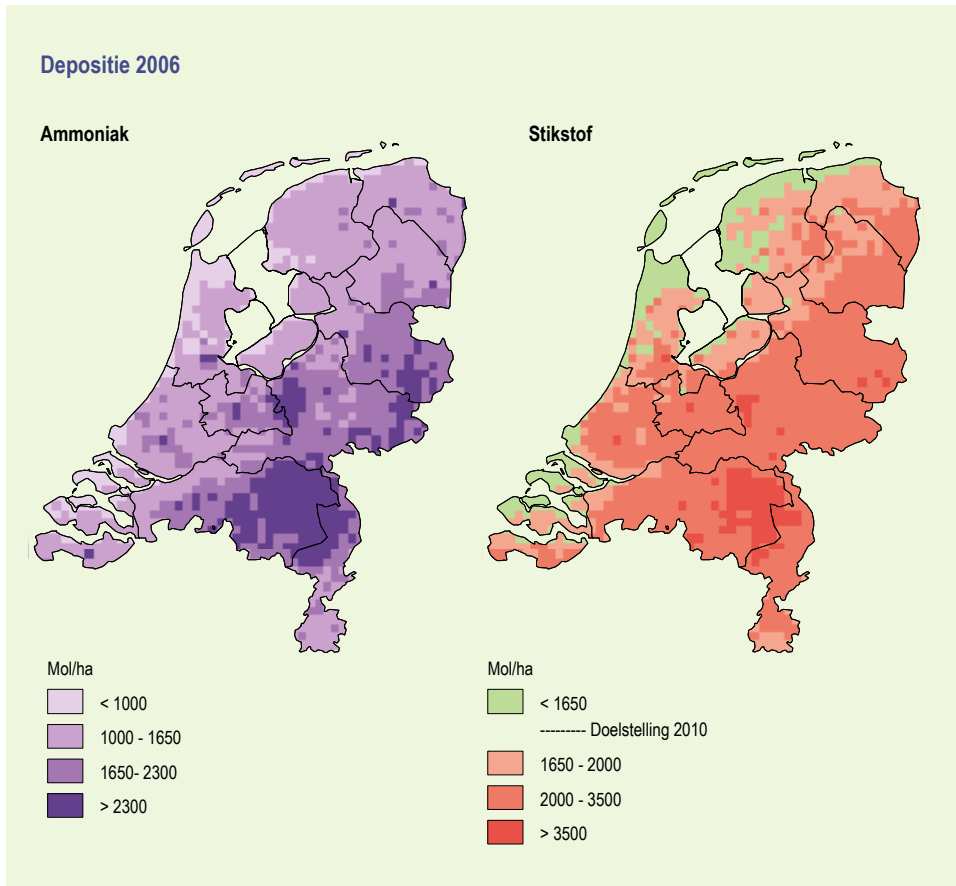 Depositie 2006
Ammoniak
Stikstof
Mol/ha
< 1000
1000 - 1650
1650- 2300
> 2300
Mol/ha
< 1650
--------- Doelstelling 2010
1650 - 2000
2000 - 3500
> 3500